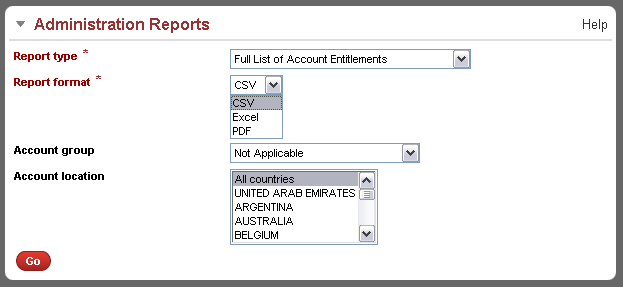 Administration Reports Help
Report type * Full List of Account Entitlements
Report format * CSV
CSV
Excel
PDF
Account group Not Applicable
Account location All countries
UNITED ARAB EMIRATES
ARGENTINA
AUSTRALIA
BELGIUM
Go